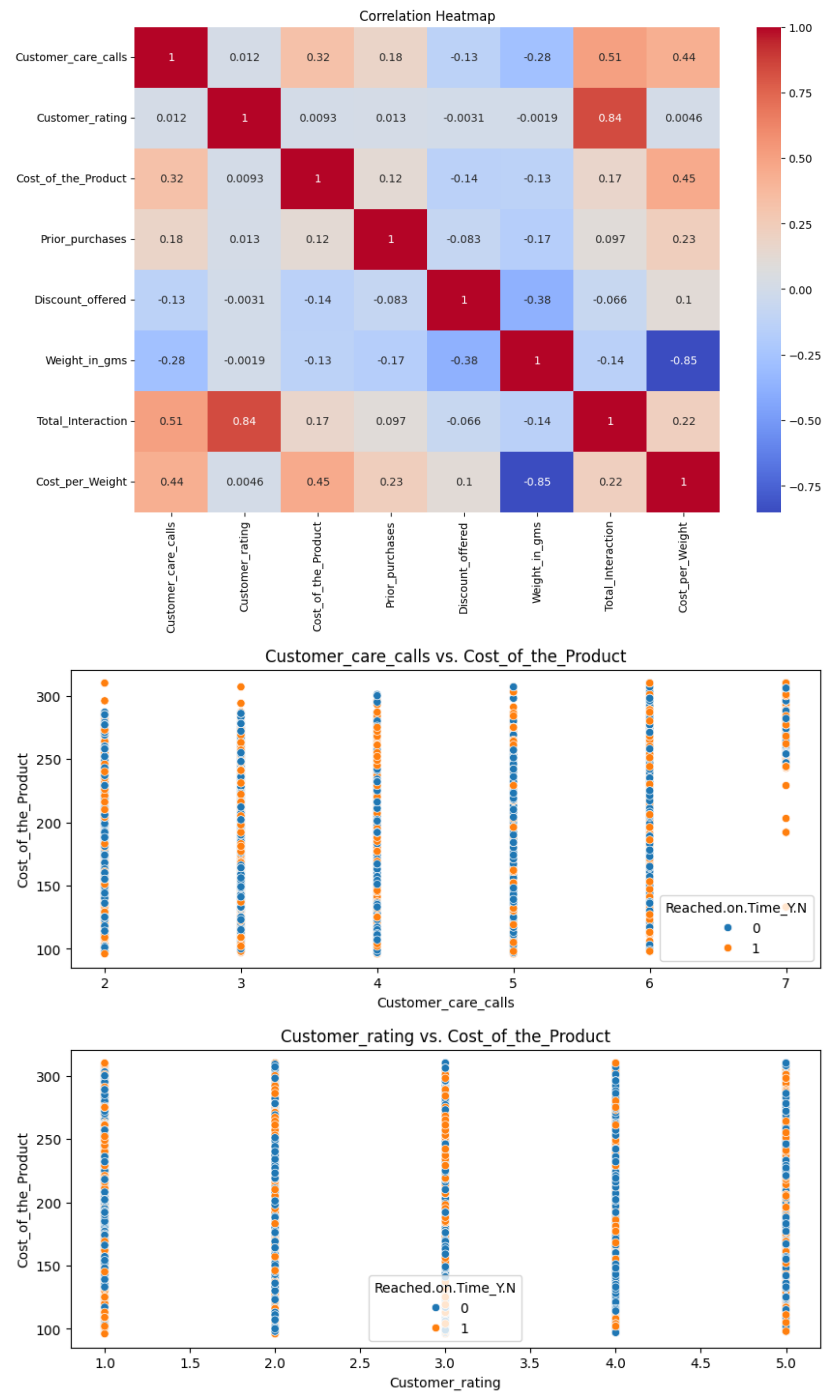 Correlation Heatmap
Customer_care_calls 1 0.012 0.32 0.18 -0.13 -0.28 0.51 0.44
Customer_rating 0.012 1 0.0093 0.013 -0.0031 -0.0019 0.84 0.0046
Cost_of_the_Product 0.32 0.0093 1 0.12 -0.14 -0.13 0.17 0.45
Prior_purchases 0.18 0.013 0.12 1 -0.083 -0.17 0.097 0.23
Discount_offered -0.13 -0.0031 -0.14 -0.083 1 -0.38 -0.066 0.1
Weight_in_gms -0.28 -0.0019 -0.13 -0.17 -0.38 1 -0.14 -0.85
Total_Interaction 0.51 0.84 0.17 0.097 -0.066 -0.14 1 0.22
Cost_per_Weight 0.44 0.0046 0.45 0.23 0.1 -0.85 0.22 1
Customer_care_calls
Customer_rating
Cost_of_the_Product
Prior_purchases
Discount_offered
Weight_in_gms
Total_Interaction
Cost_per_Weight
1.00
0.75
0.50
0.25
0.00
−0.25
−0.50
−0.75
Customer_care_calls vs. Cost_of_the_Product
Cost_of_the_Product
300
250
200
150
100
Reached.on.Time_Y.N
0
1
2 3 4 5 6 7
Customer_care_calls
Customer_rating vs. Cost_of_the_Product
Cost_of_the_Product
300
250
200
150
100
Reached.on.Time_Y.N
0
1
1.0 1.5 2.0 2.5 3.0 3.5 4.0 4.5 5.0
Customer_rating